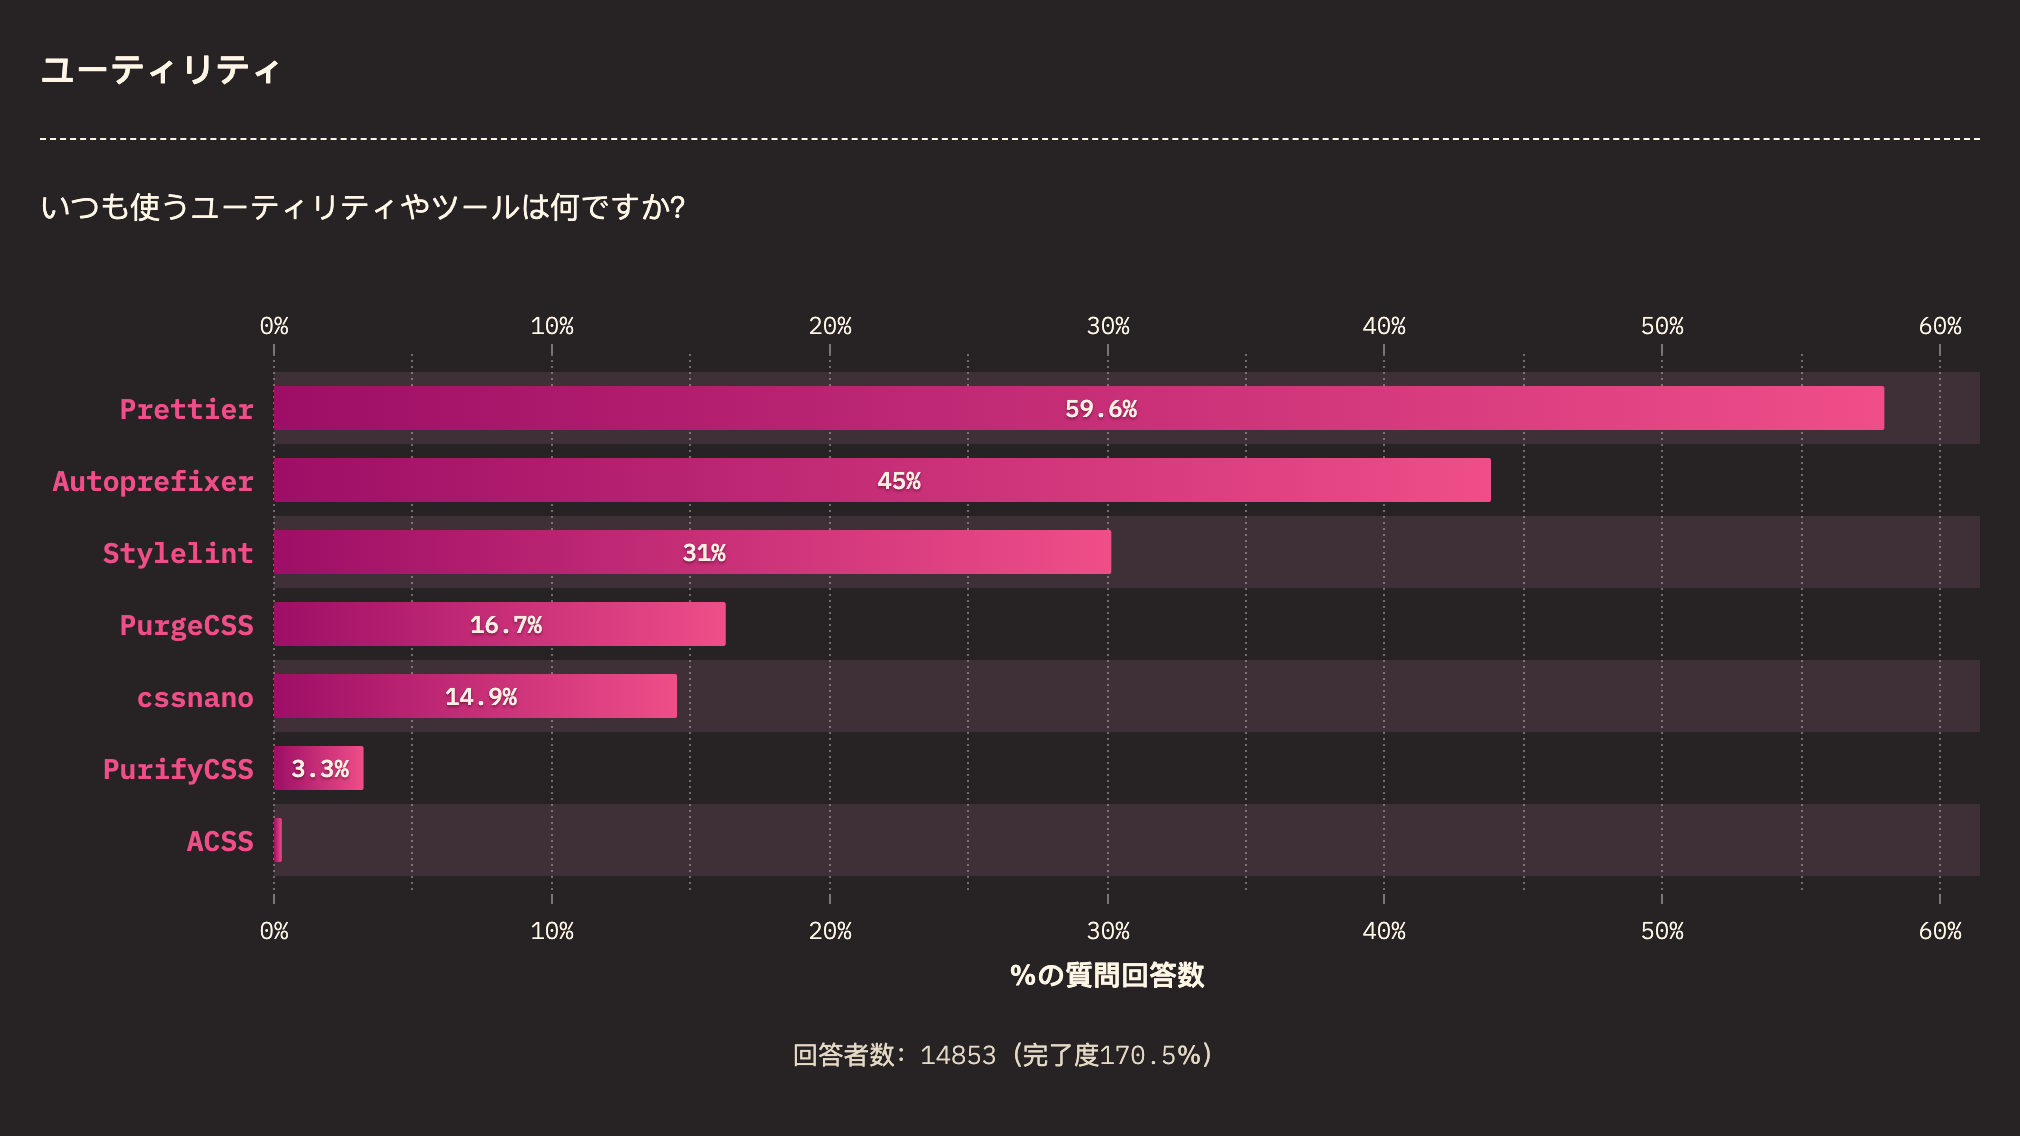 ユーティリティ
いつも使うユーティリティやツールは何ですか?
0% 10% 20% 30% 40% 50% 60%
Prettier 59.6%
Autoprefixer 45%
Stylelint 31%
PurgeCSS 16.7%
cssnano 14.9%
PurifyCSS 3.3%
ACSS
0% 10% 20% 30% 40% 50% 60%
%の質問回答数
回答者数: 14853 (完了度170.5%)